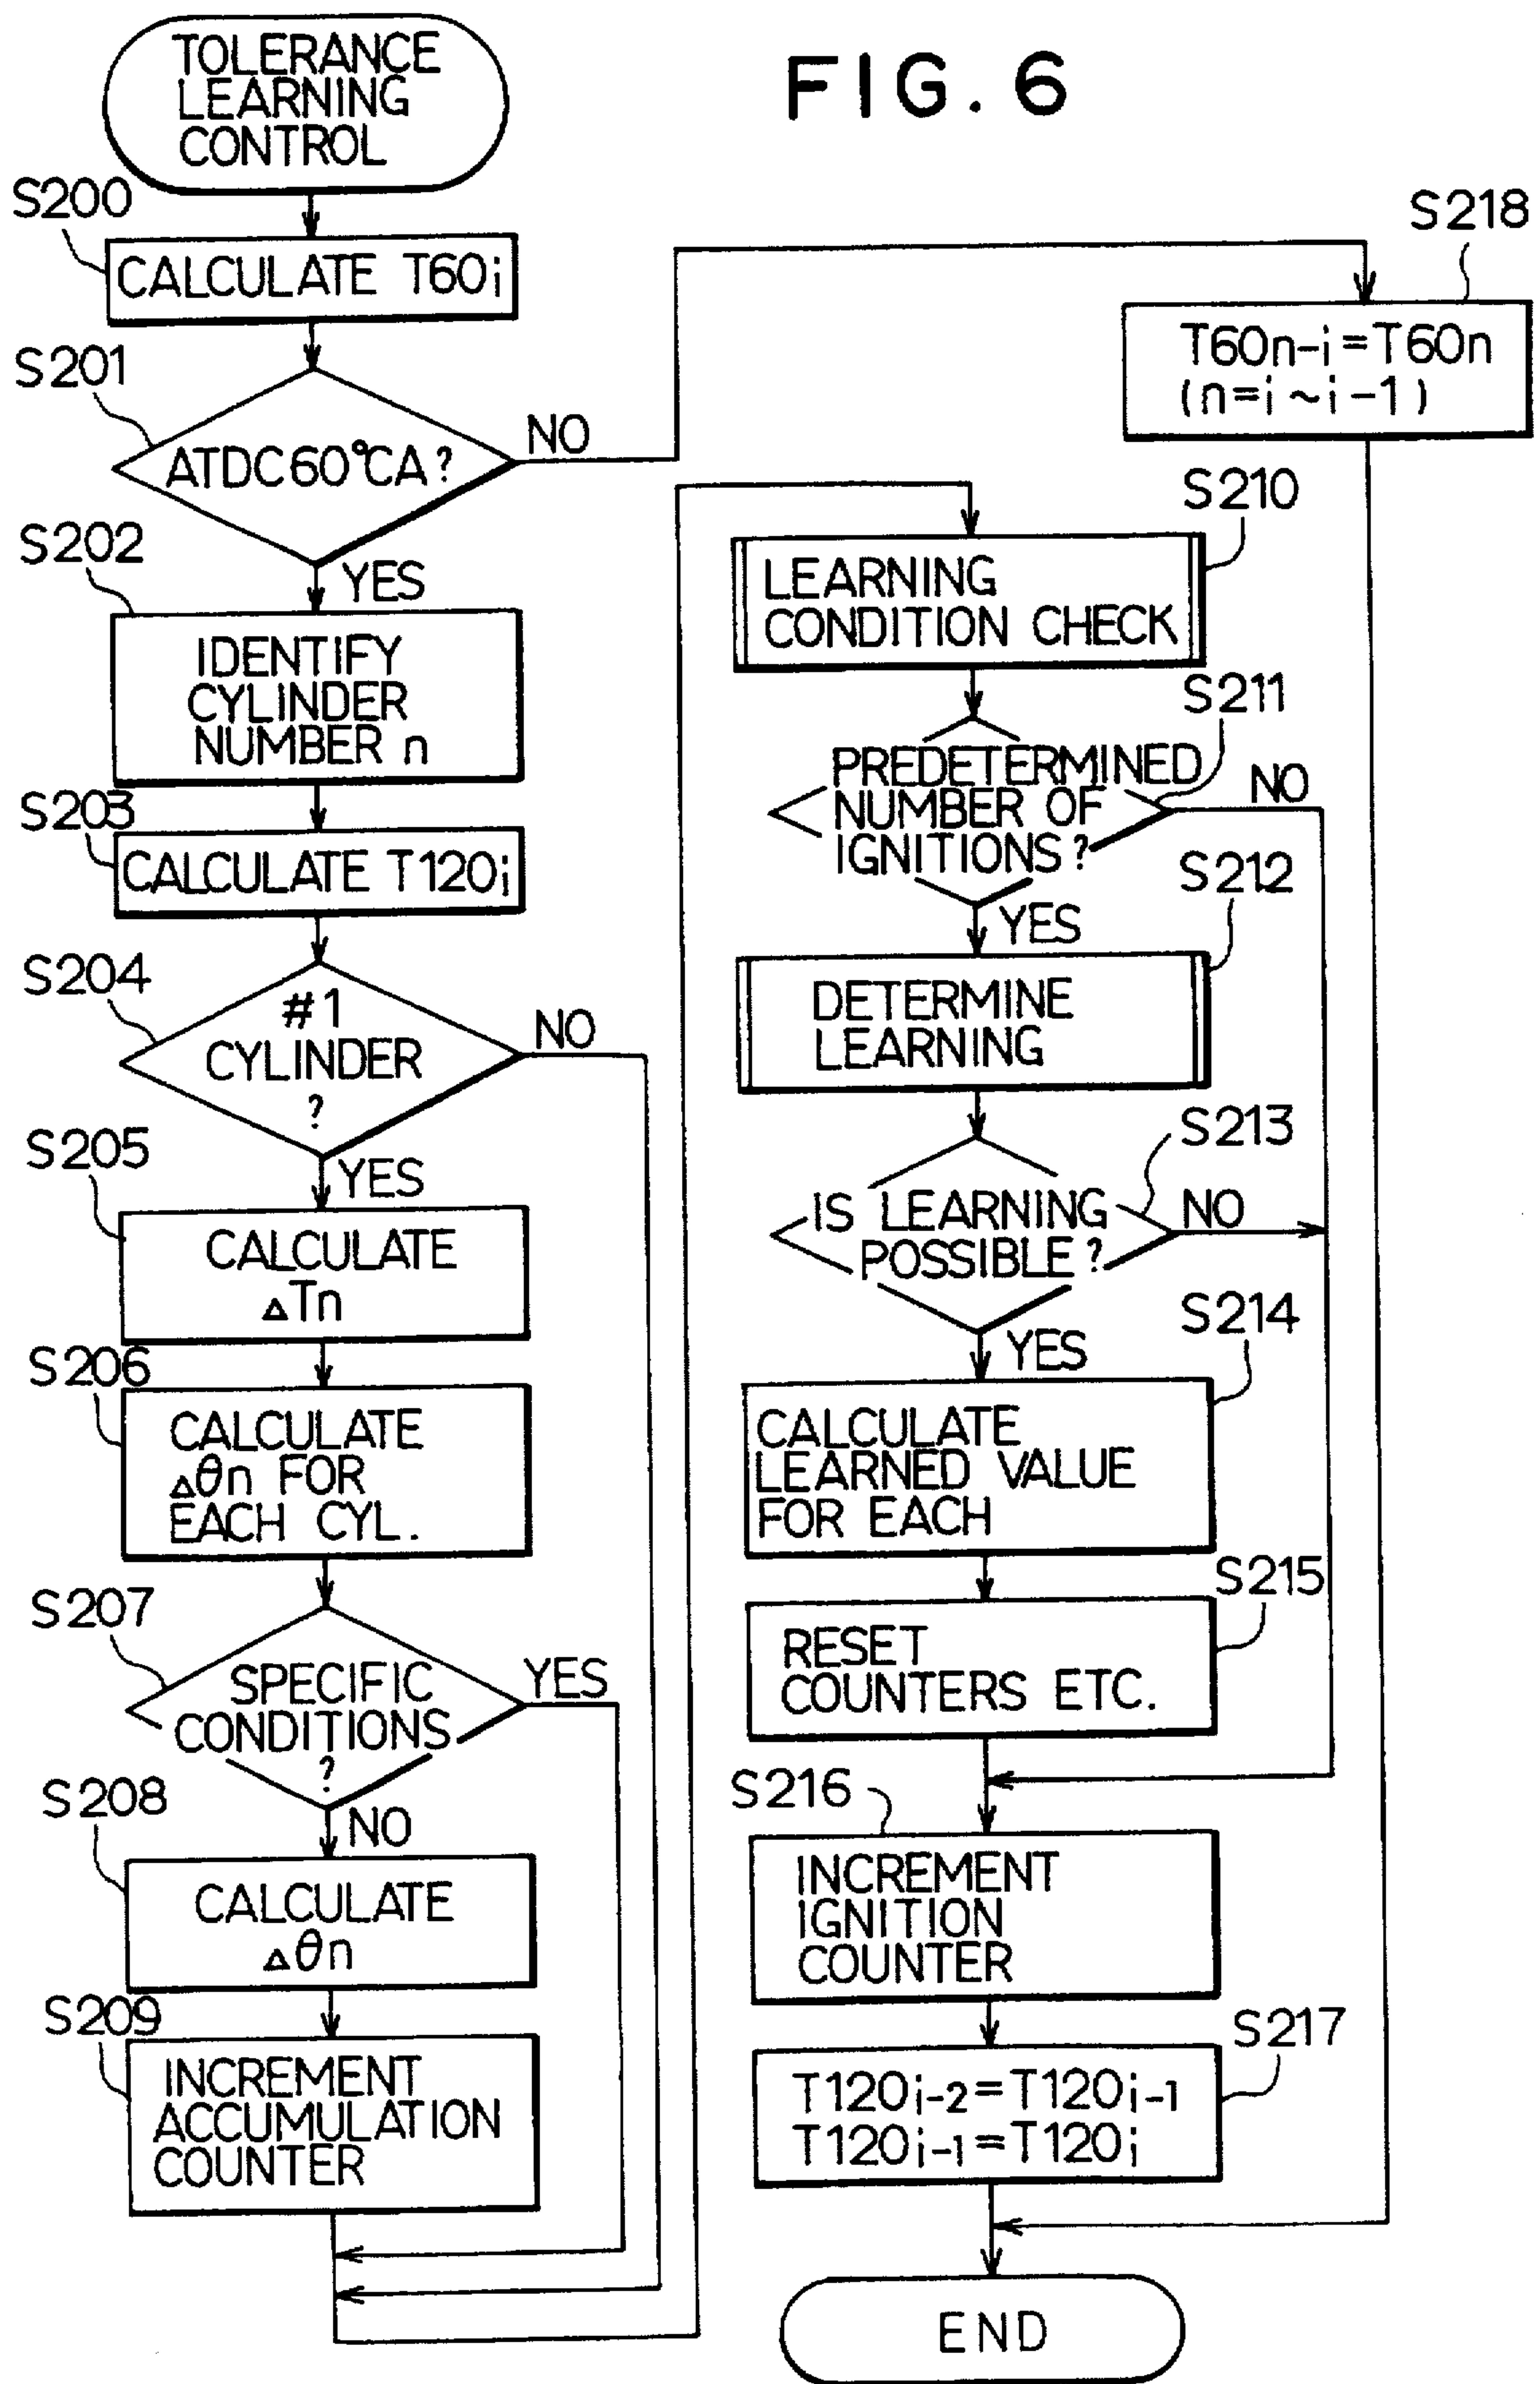 FIG. 6
TOLERANCE
LEARNING
CONTROL
S200
CALCULATE T60i
S201
ATDC60°CA?
NO
YES
S202
IDENTIFY
CYLINDER
NUMBER n
S203
CALCULATE T120i
S204
#1
CYLINDER
?
NO
YES
S205
CALCULATE
ΔTn
S206
CALCULATE
Δθn FOR
EACH CYL.
S207
SPECIFIC
CONDITIONS
?
YES
NO
S208
CALCULATE
Δθn
S209
INCREMENT
ACCUMULATION
COUNTER
S218
T60n-i=T60n
(n=i~i-1)
S210
LEARNING
CONDITION CHECK
S211
PREDETERMINED
NUMBER OF
IGNITIONS?
NO
YES
S212
DETERMINE
LEARNING
S213
IS LEARNING
POSSIBLE?
NO
YES
S214
CALCULATE
LEARNED VALUE
FOR EACH
S215
RESET
COUNTERS ETC.
S216
INCREMENT
IGNITION
COUNTER
S217
T120i-2=T120i-1
T120i-1=T120i
END